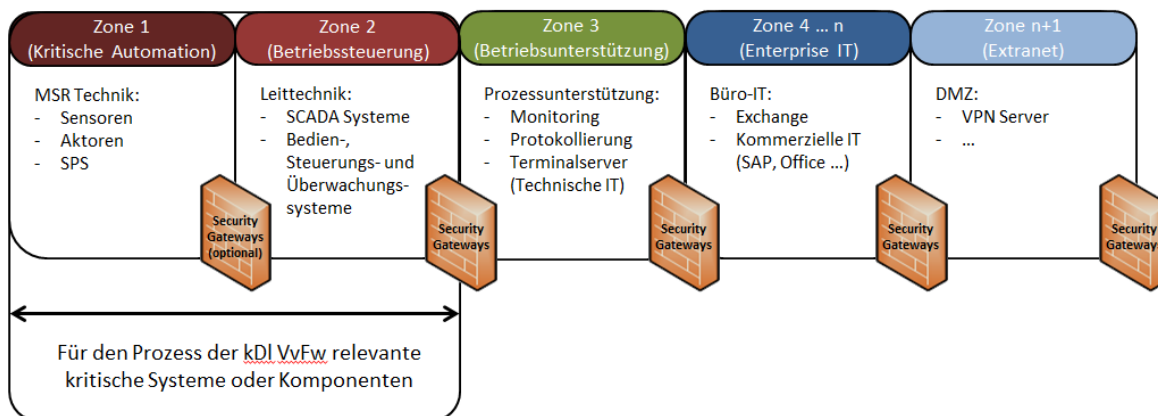 Zone 1
(Kritische Automation)
Zone 2
(Betriebssteuerung)
Zone 3
(Betriebsunterstützung)
Zone 4 ... n
(Enterprise IT)
Zone n+1
(Extranet)
MSR Technik:
- Sensoren
- Aktoren
- SPS
Security
Gateways
(optional)
Leittechnik:
- SCADA Systeme
- Bedien-,
Steuerungs- und
Überwachungs-
systeme
Security
Gateways
Prozessunterstützung:
- Monitoring
- Protokollierung
- Terminalserver
(Technische IT)
Security
Gateways
Büro-IT:
- Exchange
- Kommerzielle IT
(SAP, Office ...)
Security
Gateways
DMZ:
- VPN Server
- ...
Security
Gateways
Für den Prozess der kDl VvFw relevante
kritische Systeme oder Komponenten